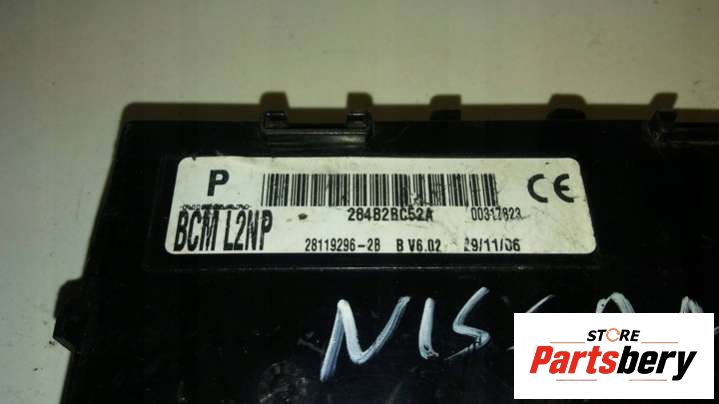 P
CE
284B2BC52A 00317823
BCM L2NP
28119296-2B B V6.02 29/11/06
STORE
Partsbery